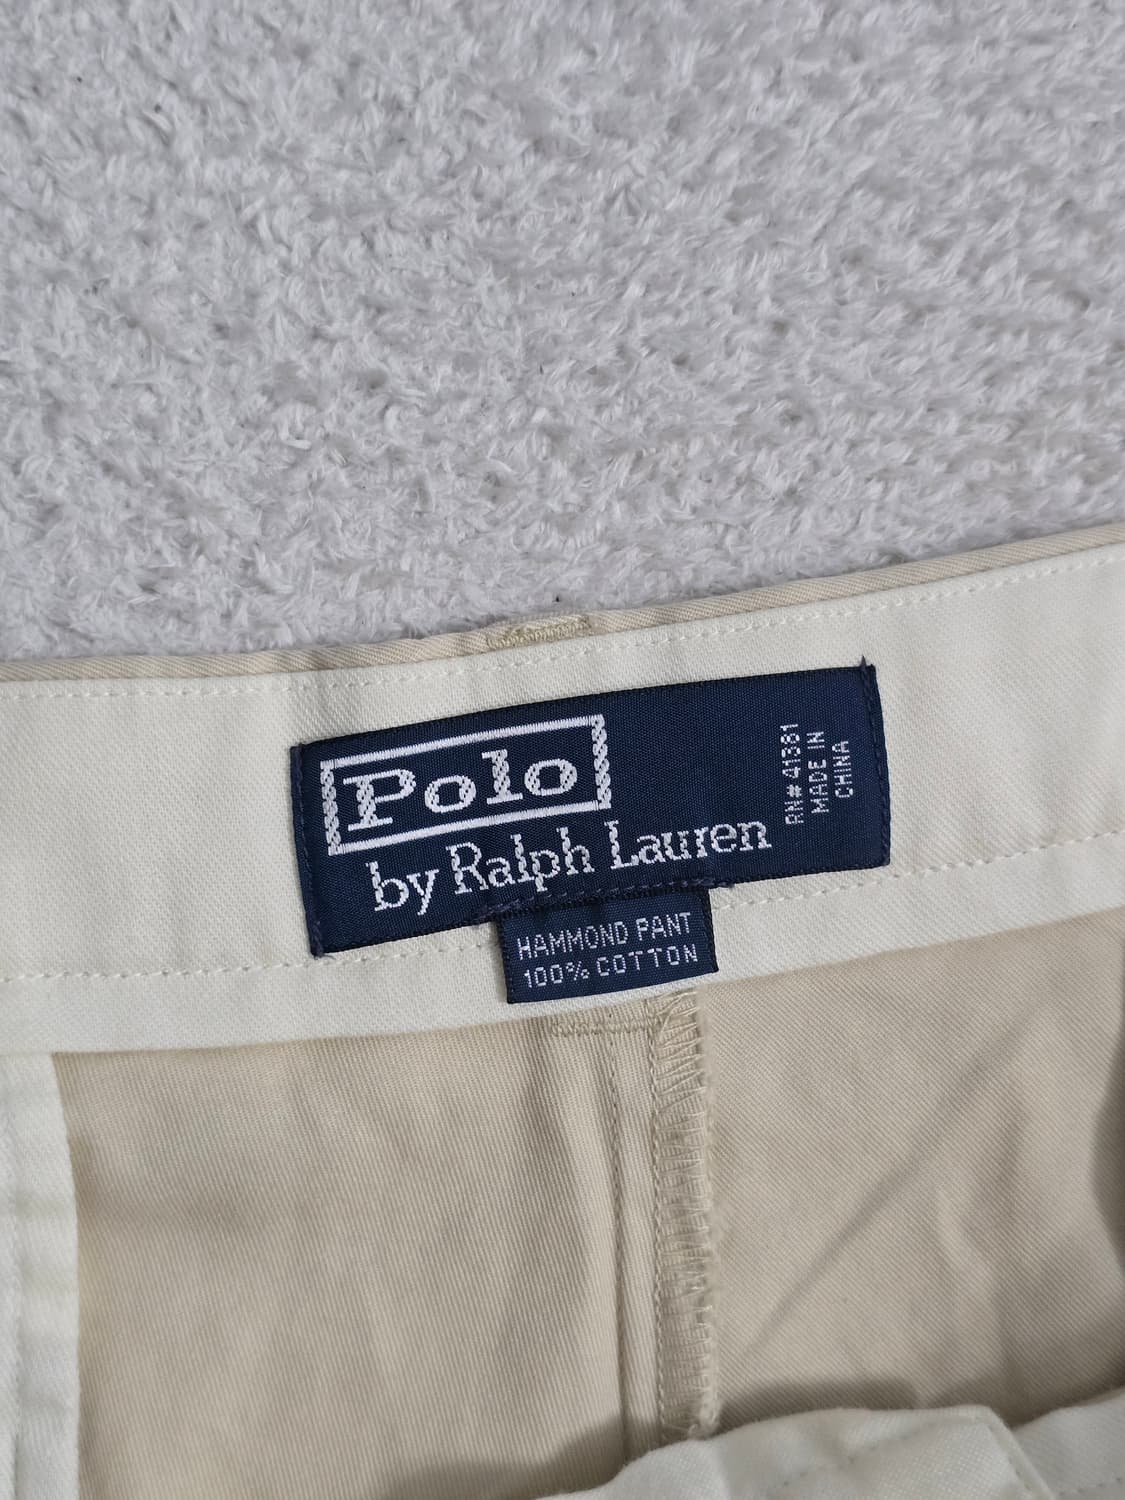 Polo
by Ralph Lauren
RN# 41381
MADE IN
CHINA
HAMMOND PANT
100% COTTON